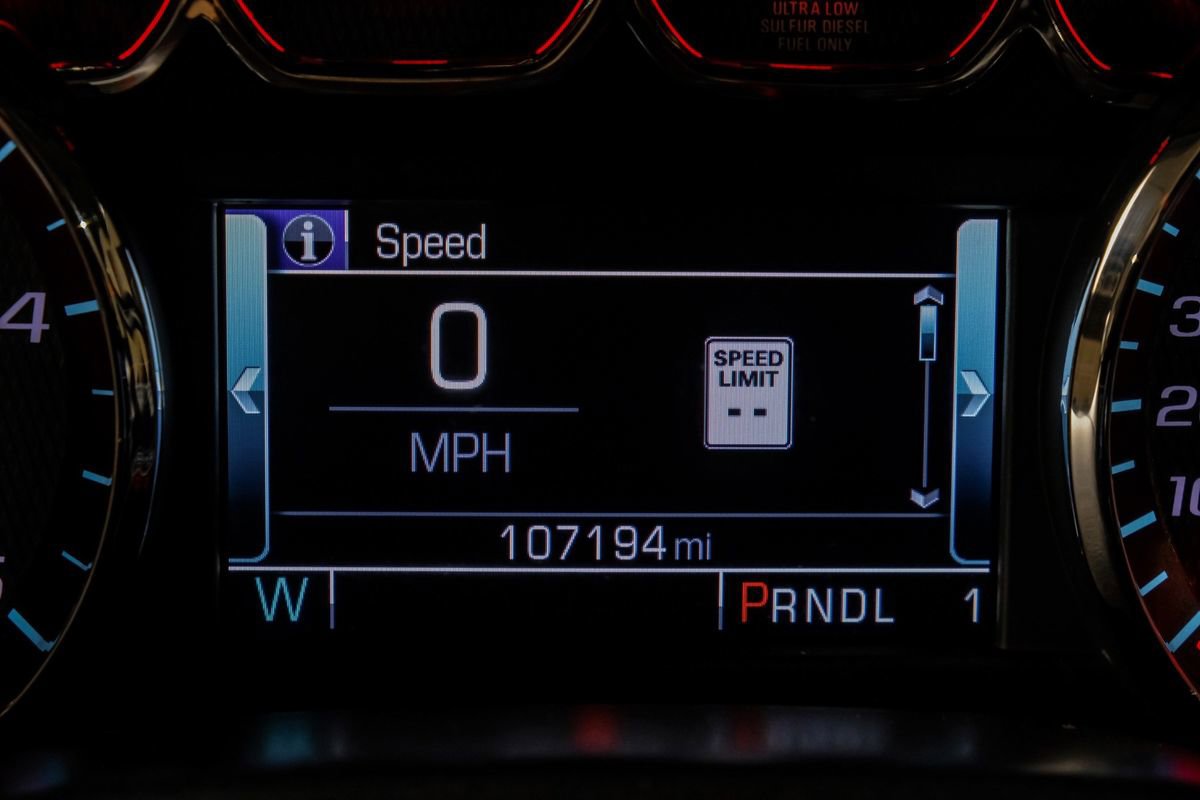 ULTRA LOW
SULFUR DIESEL
FUEL ONLY
i Speed
0
MPH
SPEED
LIMIT
--
107194 mi
W
PRNDL 1
4
3
2
10